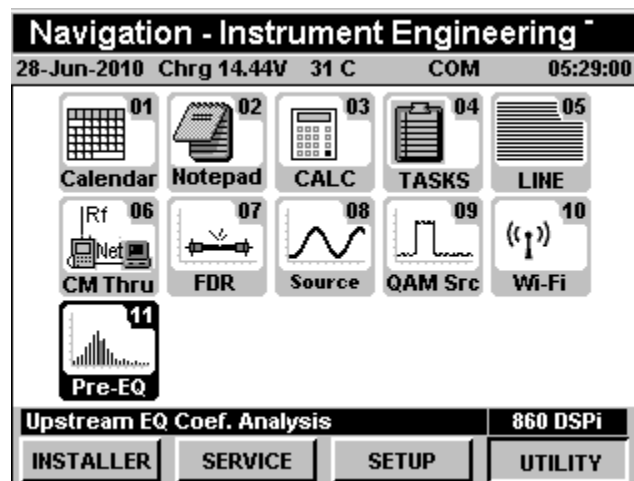 Navigation - Instrument Engineering
28-Jun-2010 Chrg 14.44V 31 C COM 05:29:00
01 02 03 04 05
Calendar Notepad CALC TASKS LINE
Rf 06 07 08 09 10
Net
CM Thru FDR Source QAM Src Wi-Fi
11
Pre-EQ
Upstream EQ Coef. Analysis 860 DSPi
INSTALLER SERVICE SETUP UTILITY